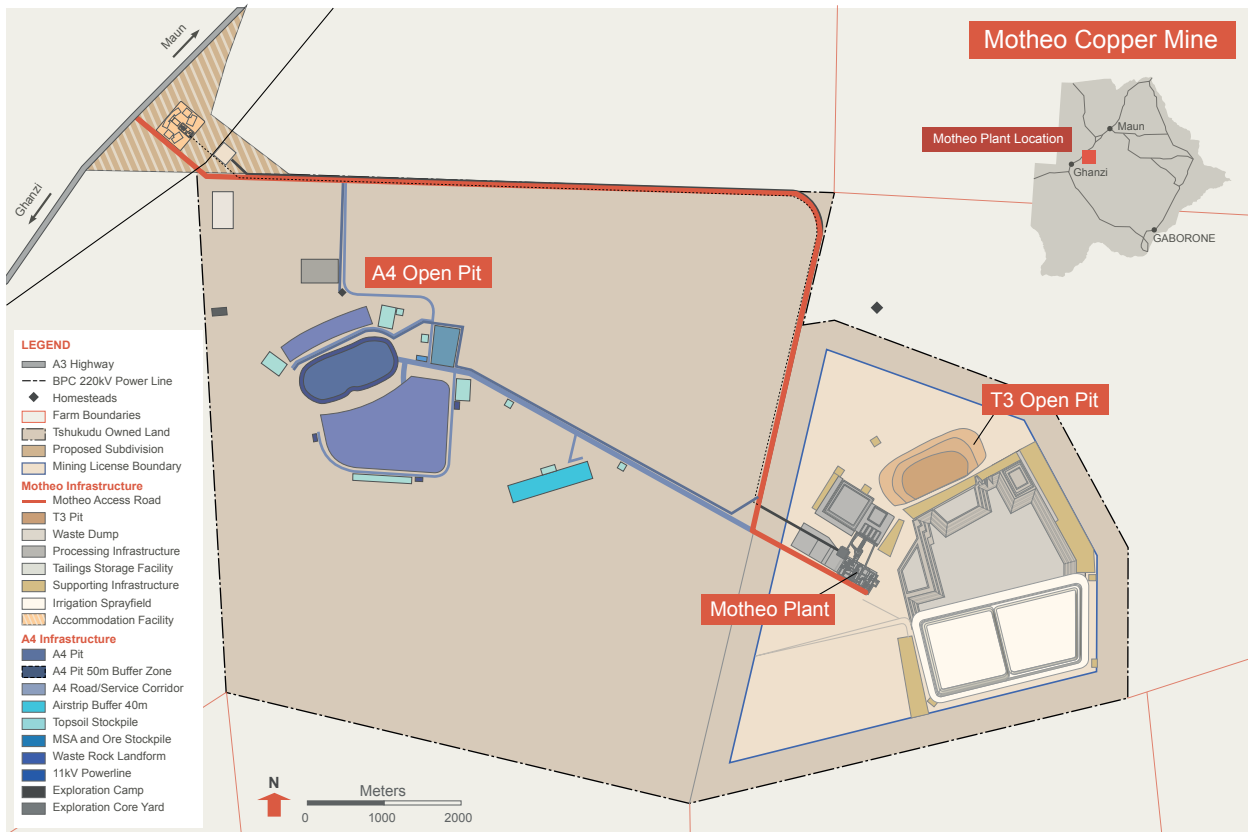 Motheo Copper Mine
Maun
Ghanzi
Motheo Plant Location
Maun
Ghanzi
GABORONE
A4 Open Pit
T3 Open Pit
Motheo Plant
LEGEND
A3 Highway
BPC 220kV Power Line
Homesteads
Farm Boundaries
Tshukudu Owned Land
Proposed Subdivision
Mining License Boundary
Motheo Infrastructure
Motheo Access Road
T3 Pit
Waste Dump
Processing Infrastructure
Tailings Storage Facility
Supporting Infrastructure
Irrigation Sprayfield
Accommodation Facility
A4 Infrastructure
A4 Pit
A4 Pit 50m Buffer Zone
A4 Road/Service Corridor
Airstrip Buffer 40m
Topsoil Stockpile
MSA and Ore Stockpile
Waste Rock Landform
11kV Powerline
Exploration Camp
Exploration Core Yard
N
Meters
0 1000 2000